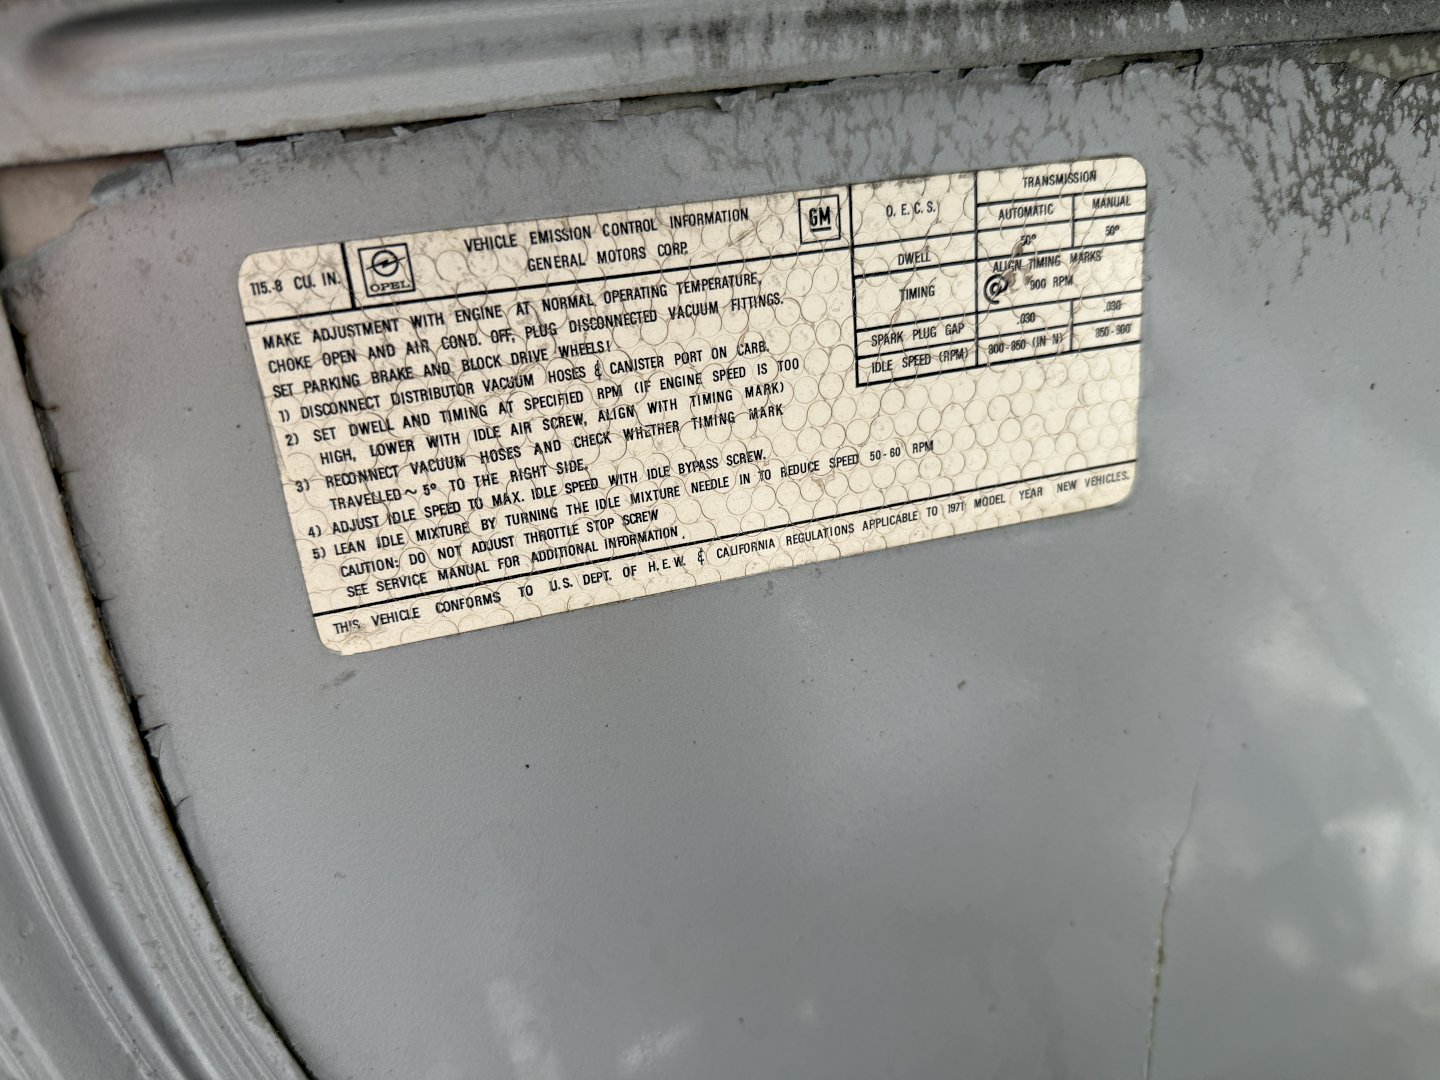 115.8 CU. IN.
OPEL
VEHICLE EMISSION CONTROL INFORMATION
GENERAL MOTORS CORP.
GM
MAKE ADJUSTMENT WITH ENGINE AT NORMAL OPERATING TEMPERATURE,
CHOKE OPEN AND AIR COND. OFF, PLUG DISCONNECTED VACUUM FITTINGS.
SET PARKING BRAKE AND BLOCK DRIVE WHEELS!
1) DISCONNECT DISTRIBUTOR VACUUM HOSES & CANISTER PORT ON CARB.
2) SET DWELL AND TIMING AT SPECIFIED RPM (IF ENGINE SPEED IS TOO
HIGH, LOWER WITH IDLE AIR SCREW, ALIGN WITH TIMING MARK)
3) RECONNECT VACUUM HOSES AND CHECK WHETHER TIMING MARK
TRAVELLED ~ 5° TO THE RIGHT SIDE.
4) ADJUST IDLE SPEED TO MAX. IDLE SPEED WITH IDLE BYPASS SCREW.
5) LEAN IDLE MIXTURE BY TURNING THE IDLE MIXTURE NEEDLE IN TO REDUCE SPEED 50-60 RPM
CAUTION: DO NOT ADJUST THROTTLE STOP SCREW
SEE SERVICE MANUAL FOR ADDITIONAL INFORMATION.
O.E.C.S. TRANSMISSION
AUTOMATIC MANUAL
DWELL 50° 50°
TIMING ALIGN TIMING MARKS
@ 900 RPM
SPARK PLUG GAP .030 .030
IDLE SPEED (RPM) 800-850 (IN N) 850-900
THIS VEHICLE CONFORMS TO U.S. DEPT. OF H.E.W. & CALIFORNIA REGULATIONS APPLICABLE TO 1971 MODEL YEAR NEW VEHICLES.